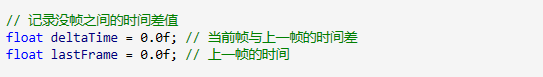 // 记录没帧之间的时间差值
float deltaTime = 0.0f; // 当前帧与上一帧的时间差
float lastFrame = 0.0f; // 上一帧的时间